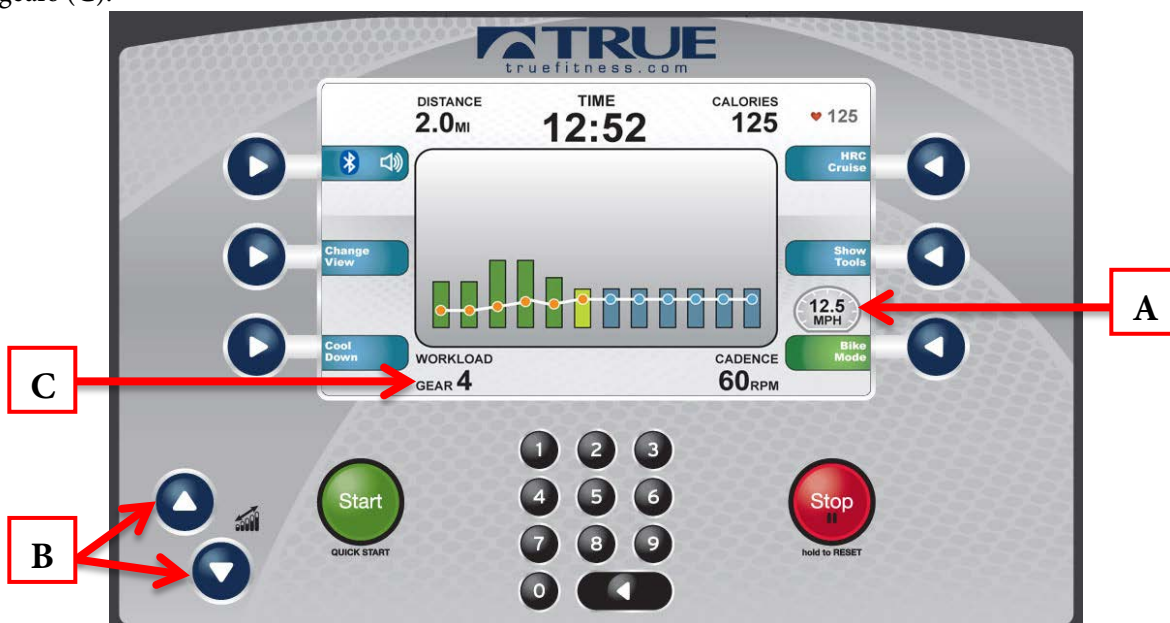 TRUE
truefitness.com
DISTANCE
2.0MI
TIME
12:52
CALORIES
125
125
HRC
Cruise
Change
View
Show
Tools
12.5
MPH
A
Cool
Down
Bike
Mode
WORKLOAD
GEAR 4
CADENCE
60RPM
C
1 2 3
4 5 6
7 8 9
0
Start
QUICK START
Stop
hold to RESET
B